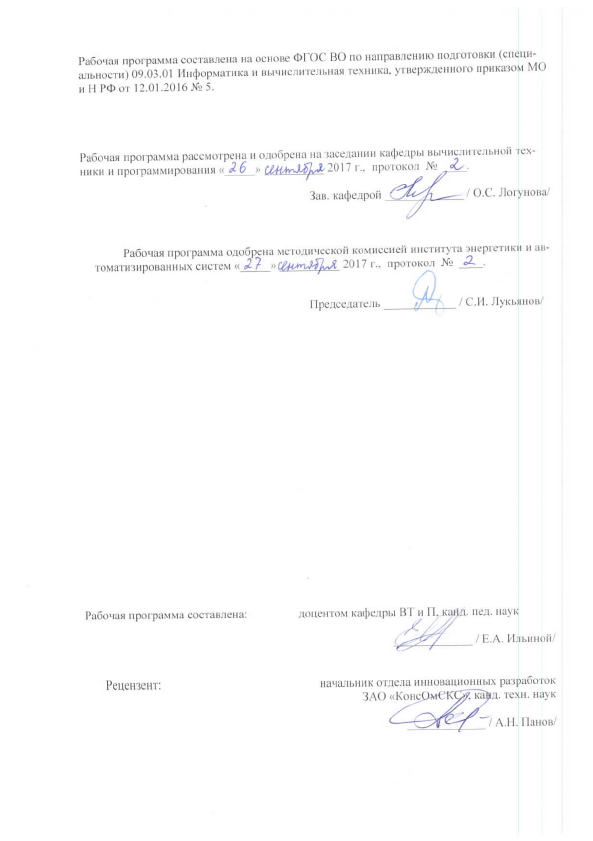 Рабочая программа составлена на основе ФГОС ВО по направлению подготовки (специ-
альности) 09.03.01 Информатика и вычислительная техника, утвержденного приказом МО
и Н РФ от 12.01.2016 № 5.
Рабочая программа рассмотрена и одобрена на заседании кафедры вычислительной тех-
ники и программирования « 26 » сентября 2017 г., протокол № 2.
Зав. кафедрой ____________ / О.С. Логунова/
Рабочая программа одобрена методической комиссией института энергетики и ав-
томатизированных систем « 27 » сентября 2017 г., протокол № 2.
Председатель ____________ / С.И. Лукьянов/
Рабочая программа составлена: доцентом кафедры ВТ и П, канд. пед. наук
____________ / Е.А. Ильиной/
Рецензент: начальник отдела инновационных разработок
ЗАО «КонсОмСКС», канд. техн. наук
____________ / А.Н. Панов/